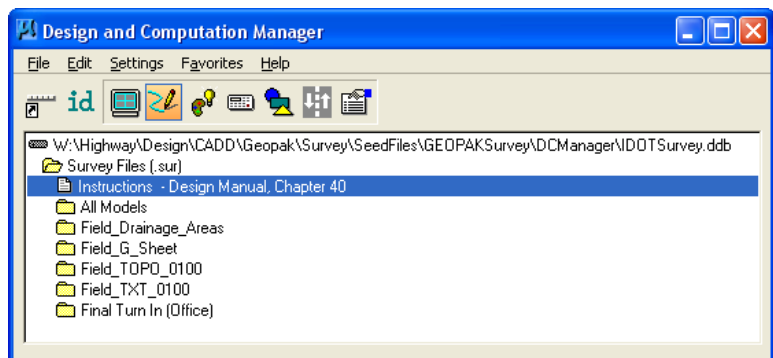 Design and Computation Manager
File Edit Settings Favorites Help
id
W:\Highway\Design\CADD\Geopak\Survey\SeedFiles\GEOPAKSurvey\DCManager\IDOTSurvey.ddb
Survey Files (.sur)
Instructions - Design Manual, Chapter 40
All Models
Field_Drainage_Areas
Field_G_Sheet
Field_TOPO_0100
Field_TXT_0100
Final Turn In (Office)